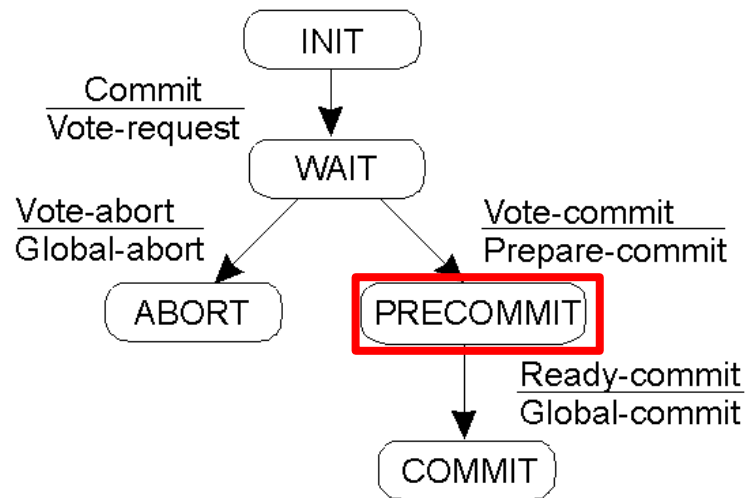 INIT
Commit
Vote-request
WAIT
Vote-abort
Global-abort
Vote-commit
Prepare-commit
ABORT
PRECOMMIT
Ready-commit
Global-commit
COMMIT